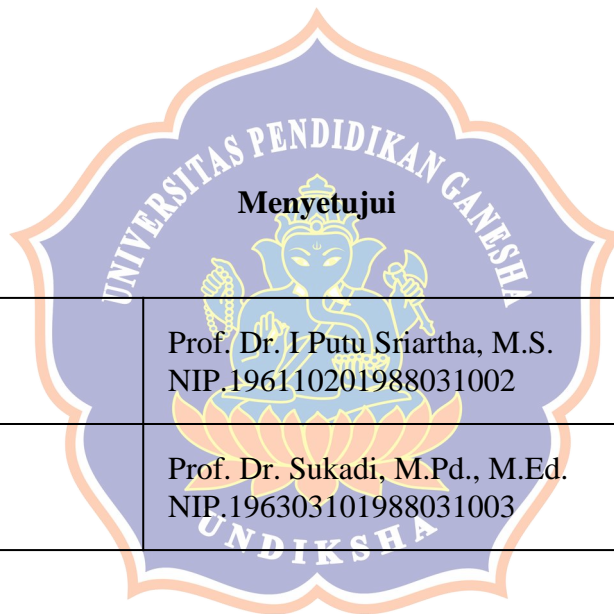 UNIVERSITAS PENDIDIKAN GANESHA
Menyetujui
Prof. Dr. I Putu Sriartha, M.S.
NIP.196110201988031002
Prof. Dr. Sukadi, M.Pd., M.Ed.
NIP.196303101988031003
UNDIKSHA